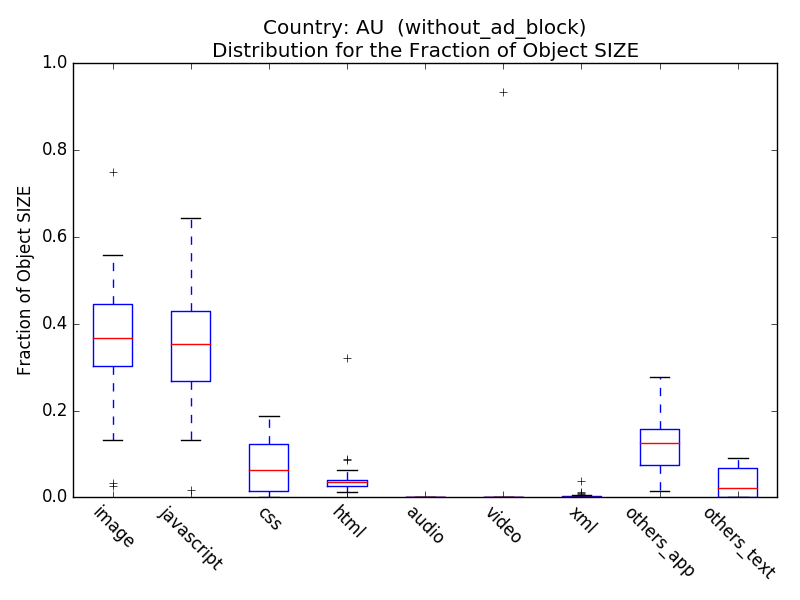 Country: AU  (without_ad_block)
Distribution for the Fraction of Object SIZE
Fraction of Object SIZE
1.0
0.8
0.6
0.4
0.2
0.0
image
javascript
css
html
audio
video
xml
others_app
others_text